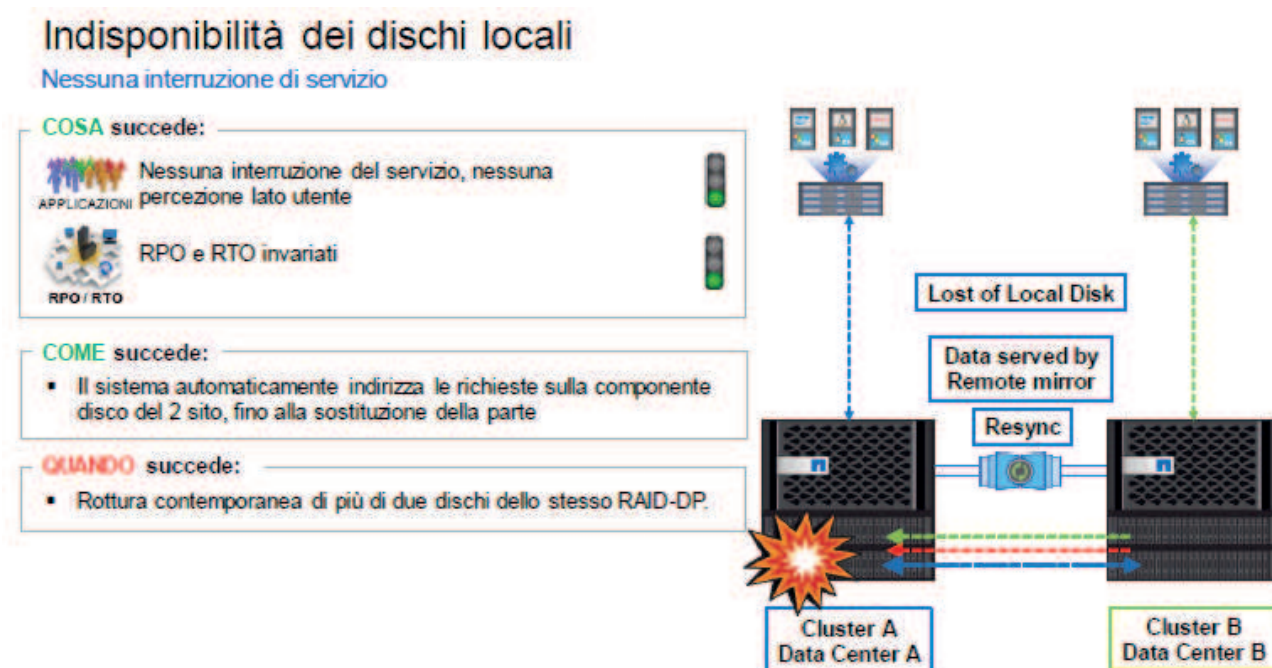 Indisponibilità dei dischi locali
Nessuna interruzione di servizio
COSA succede:
APPLICAZIONI
Nessuna interruzione del servizio, nessuna
percezione lato utente
RPO / RTO
RPO e RTO invariati
COME succede:
▪ Il sistema automaticamente indirizza le richieste sulla componente
disco del 2 sito, fino alla sostituzione della parte
QUANDO succede:
▪ Rottura contemporanea di più di due dischi dello stesso RAID-DP.
Lost of Local Disk
Data served by
Remote mirror
Resync
Cluster A
Data Center A
Cluster B
Data Center B